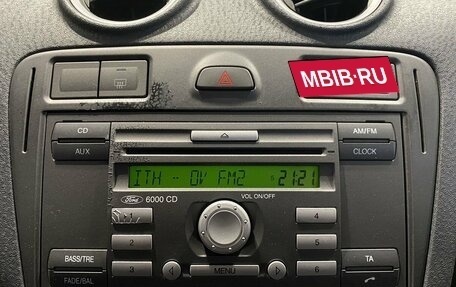 MBIB·RU
CD
AUX
AM/FM
CLOCK
ITH -- OV FM2 S 21:21
Ford 6000 CD
VOL ON/OFF
2
3
4
5
6
BASS/TRE
FADE/BAL
MENU
TA